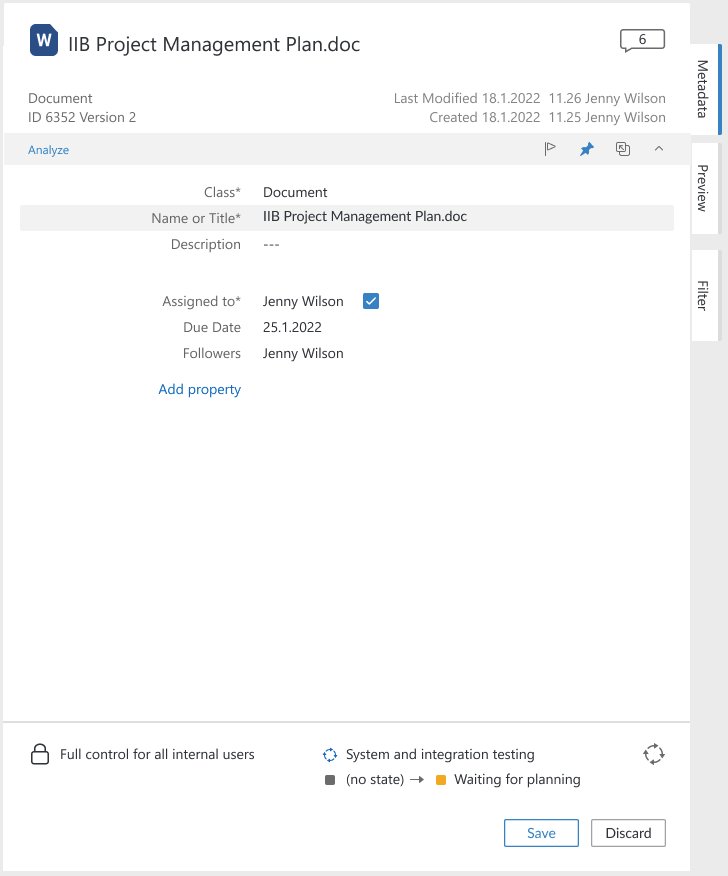 W IIB Project Management Plan.doc
6
Document
Last Modified 18.1.2022 11.26 Jenny Wilson
ID 6352 Version 2
Created 18.1.2022 11.25 Jenny Wilson
Analyze
Class* Document
Name or Title* IIB Project Management Plan.doc
Description ---
Assigned to* Jenny Wilson
Due Date 25.1.2022
Followers Jenny Wilson
Add property
Full control for all internal users
System and integration testing
(no state) → Waiting for planning
Save
Discard
Metadata
Preview
Filter